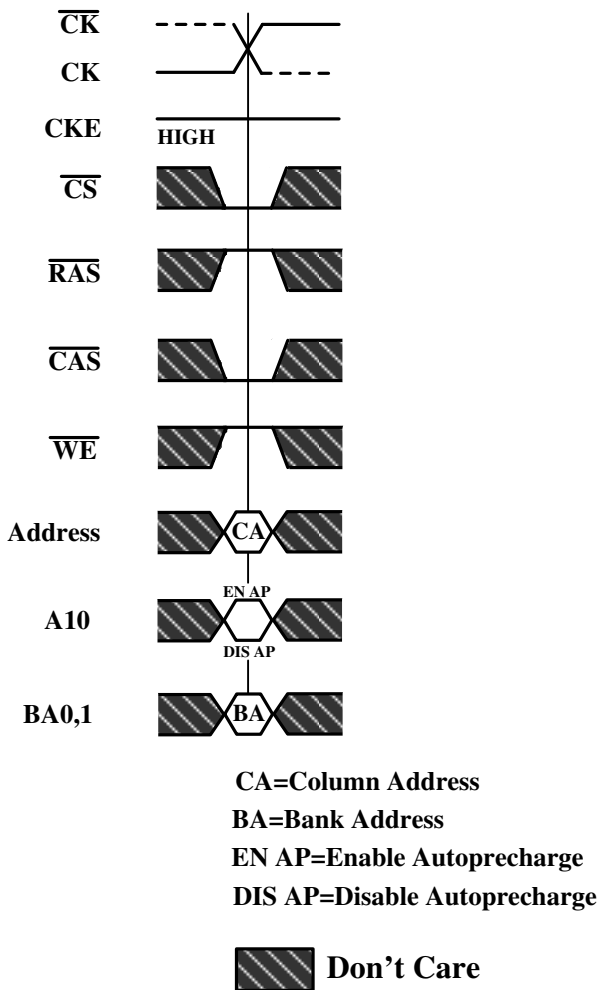 CK
CK
CKE
HIGH
CS
RAS
CAS
WE
Address
CA
EN AP
A10
DIS AP
BA0,1
BA
CA=Column Address
BA=Bank Address
EN AP=Enable Autoprecharge
DIS AP=Disable Autoprecharge
Don't Care